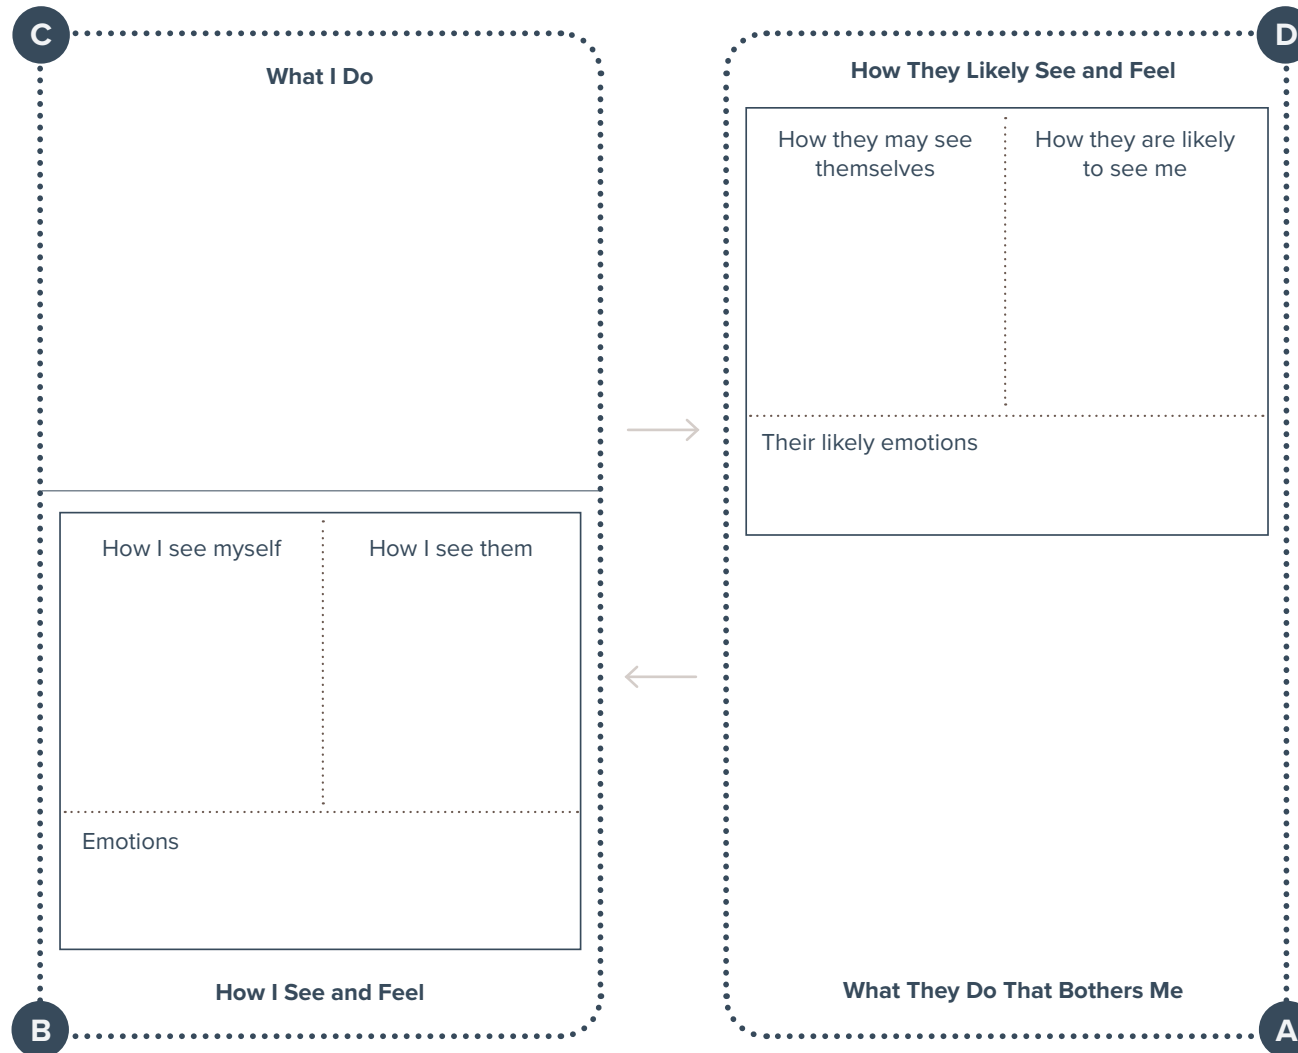 C
What I Do
How I see myself
How I see them
Emotions
How I See and Feel
B
D
How They Likely See and Feel
How they may see
themselves
How they are likely
to see me
Their likely emotions
What They Do That Bothers Me
A